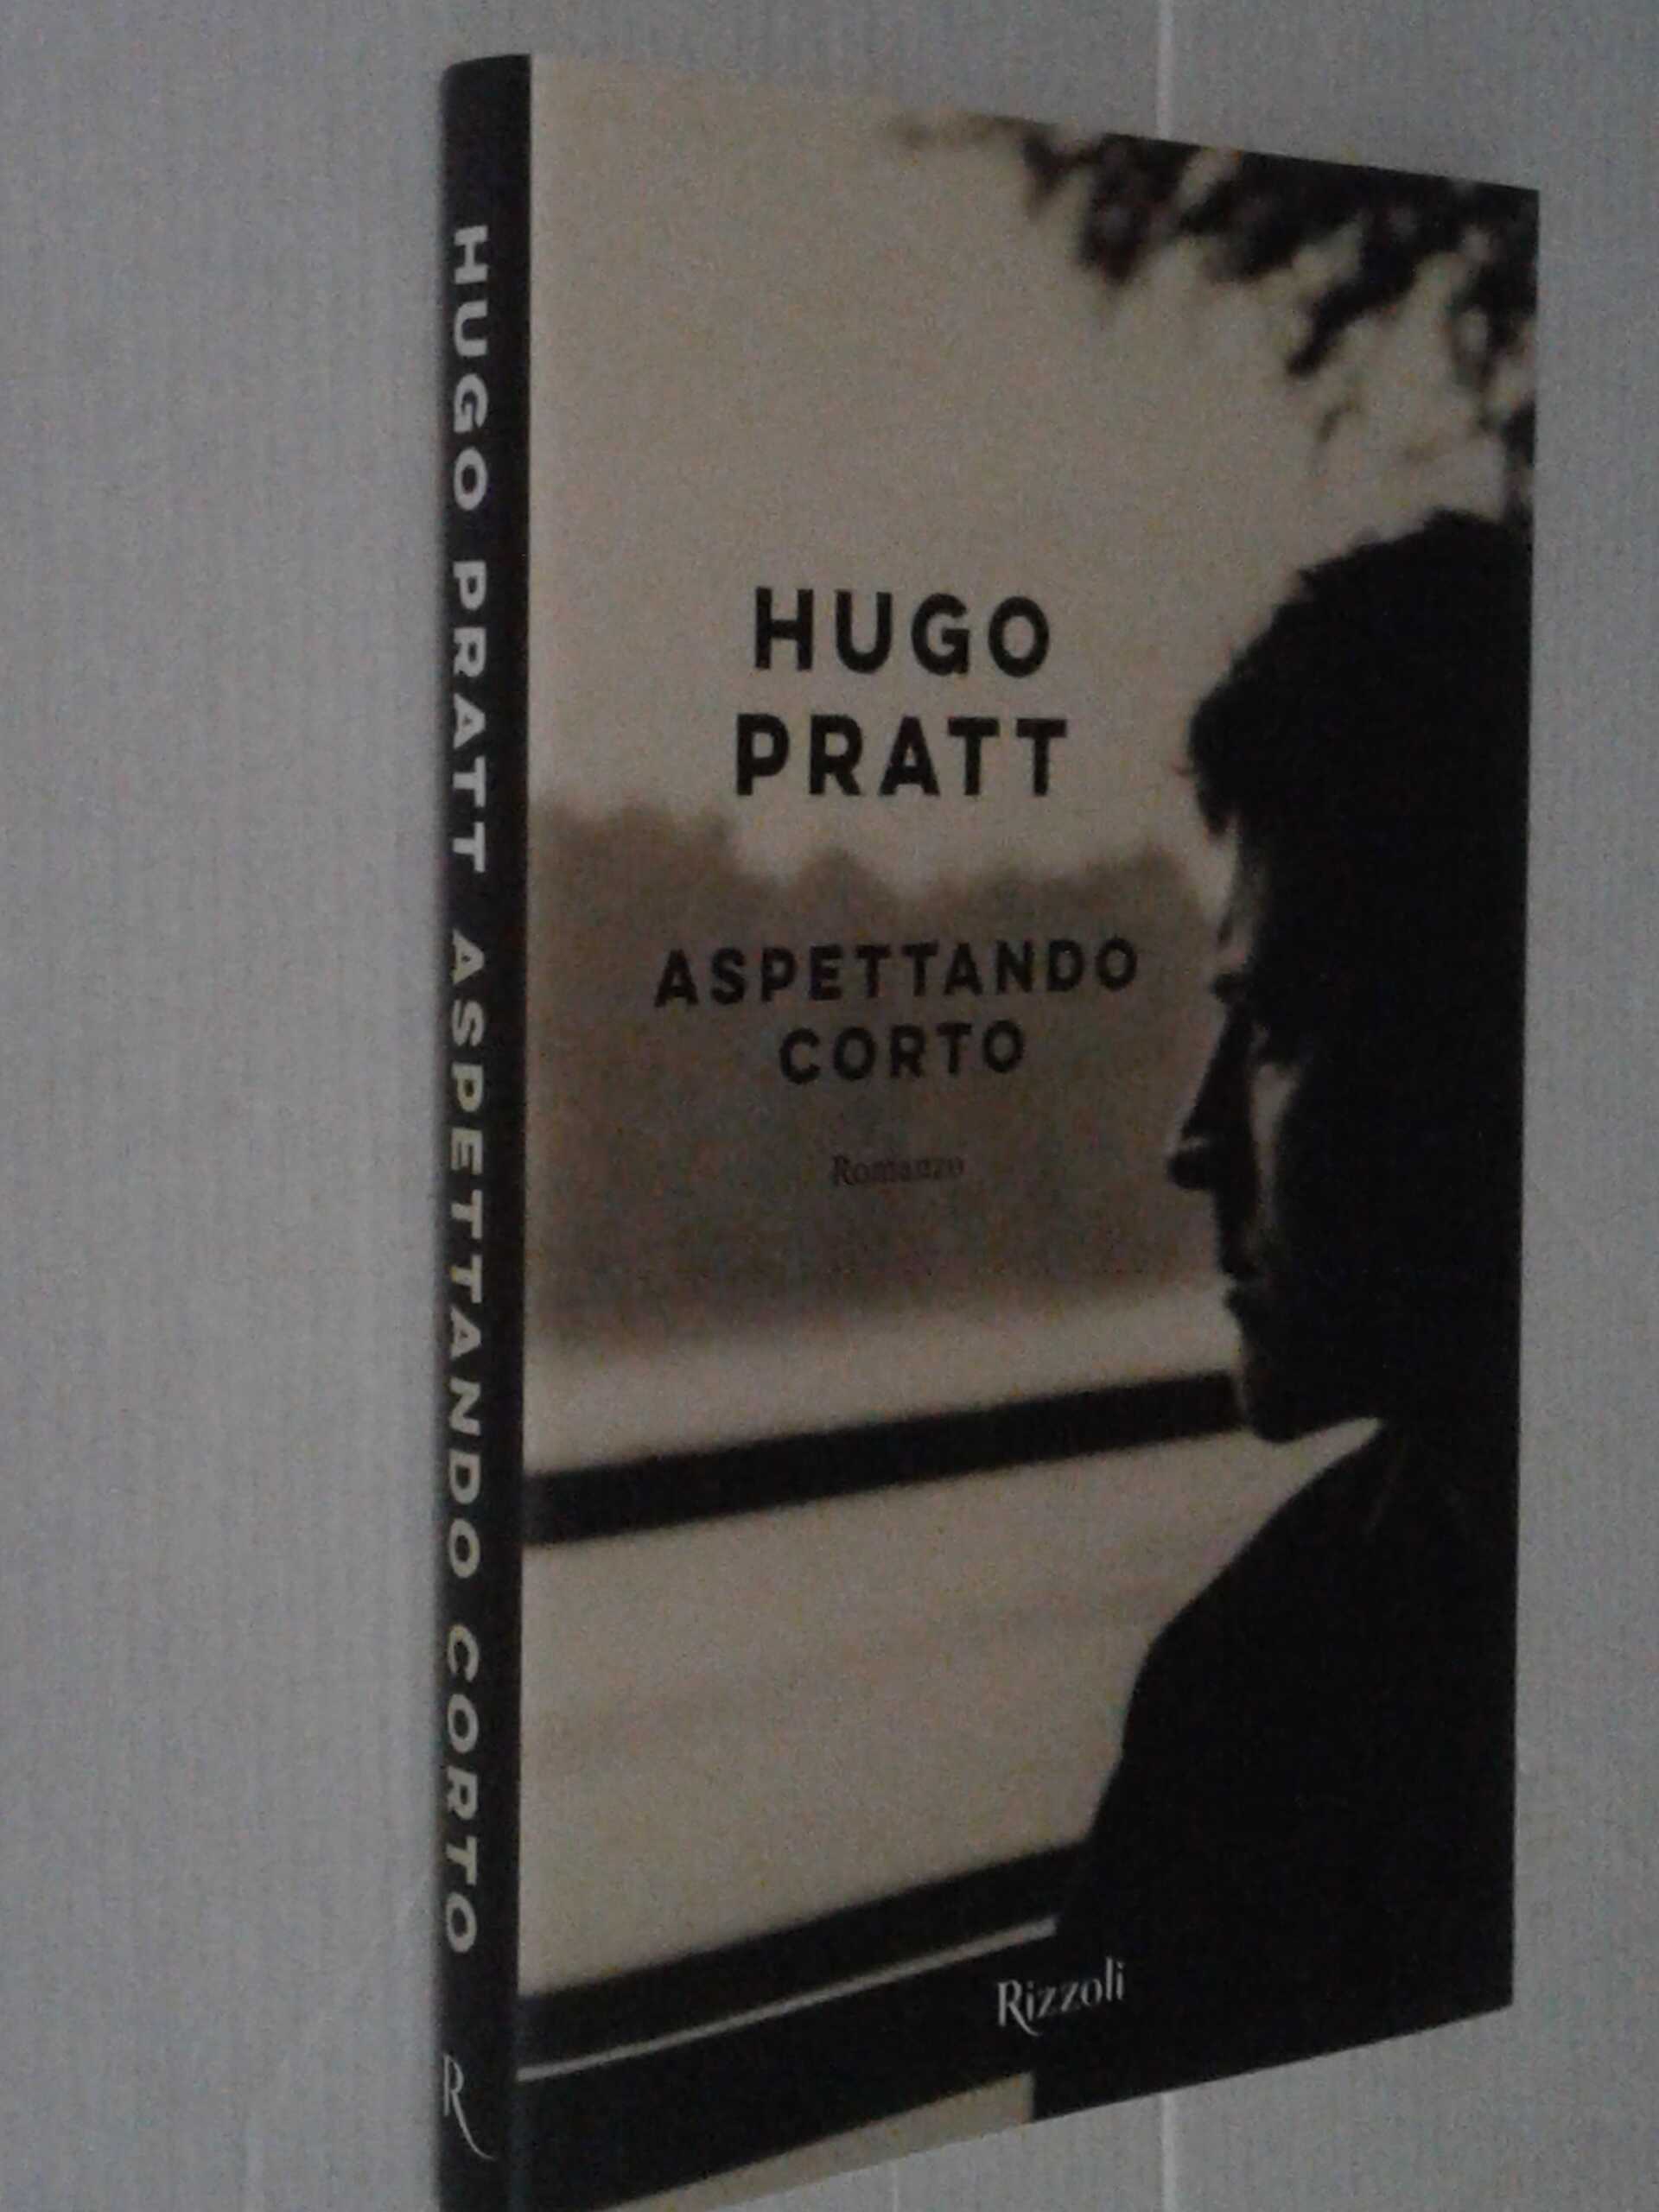 HUGO PRATT ASPETTANDO CORTO
R
HUGO
PRATT
ASPETTANDO
CORTO
Romanzo
Rizzoli